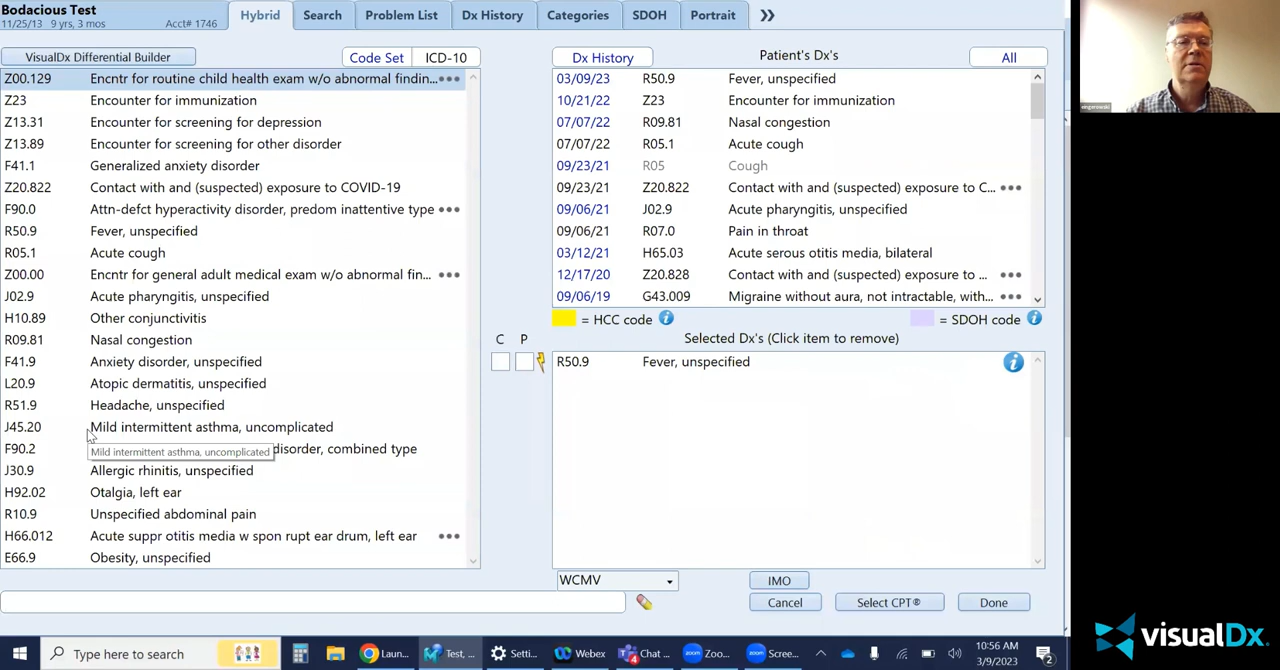 Bodacious Test
11/25/13 9 yrs, 3 mos Acct# 1746
Hybrid Search Problem List Dx History Categories SDOH Portrait »
VisualDx Differential Builder Code Set ICD-10
Z00.129 Encntr for routine child health exam w/o abnormal findin...
Z23 Encounter for immunization
Z13.31 Encounter for screening for depression
Z13.89 Encounter for screening for other disorder
F41.1 Generalized anxiety disorder
Z20.822 Contact with and (suspected) exposure to COVID-19
F90.0 Attn-defct hyperactivity disorder, predom inattentive type
R50.9 Fever, unspecified
R05.1 Acute cough
Z00.00 Encntr for general adult medical exam w/o abnormal fin...
J02.9 Acute pharyngitis, unspecified
H10.89 Other conjunctivitis
R09.81 Nasal congestion
F41.9 Anxiety disorder, unspecified
L20.9 Atopic dermatitis, unspecified
R51.9 Headache, unspecified
J45.20 Mild intermittent asthma, uncomplicated
F90.2 disorder, combined type
Mild intermittent asthma, uncomplicated
J30.9 Allergic rhinitis, unspecified
H92.02 Otalgia, left ear
R10.9 Unspecified abdominal pain
H66.012 Acute suppr otitis media w spon rupt ear drum, left ear
E66.9 Obesity, unspecified
Dx History Patient's Dx's All
03/09/23 R50.9 Fever, unspecified
10/21/22 Z23 Encounter for immunization
07/07/22 R09.81 Nasal congestion
07/07/22 R05.1 Acute cough
09/23/21 R05 Cough
09/23/21 Z20.822 Contact with and (suspected) exposure to C...
09/06/21 J02.9 Acute pharyngitis, unspecified
09/06/21 R07.0 Pain in throat
03/12/21 H65.03 Acute serous otitis media, bilateral
12/17/20 Z20.828 Contact with and (suspected) exposure to ...
09/06/19 G43.009 Migraine without aura, not intractable, with...
= HCC code = SDOH code
C P Selected Dx's (Click item to remove)
R50.9 Fever, unspecified
WCMV IMO
Cancel Select CPT® Done
visualDx.
Type here to search Laun... Test, ... Setti... Webex Chat ... Zoo... Scree...
4
10:56 AM
3/9/2023
2